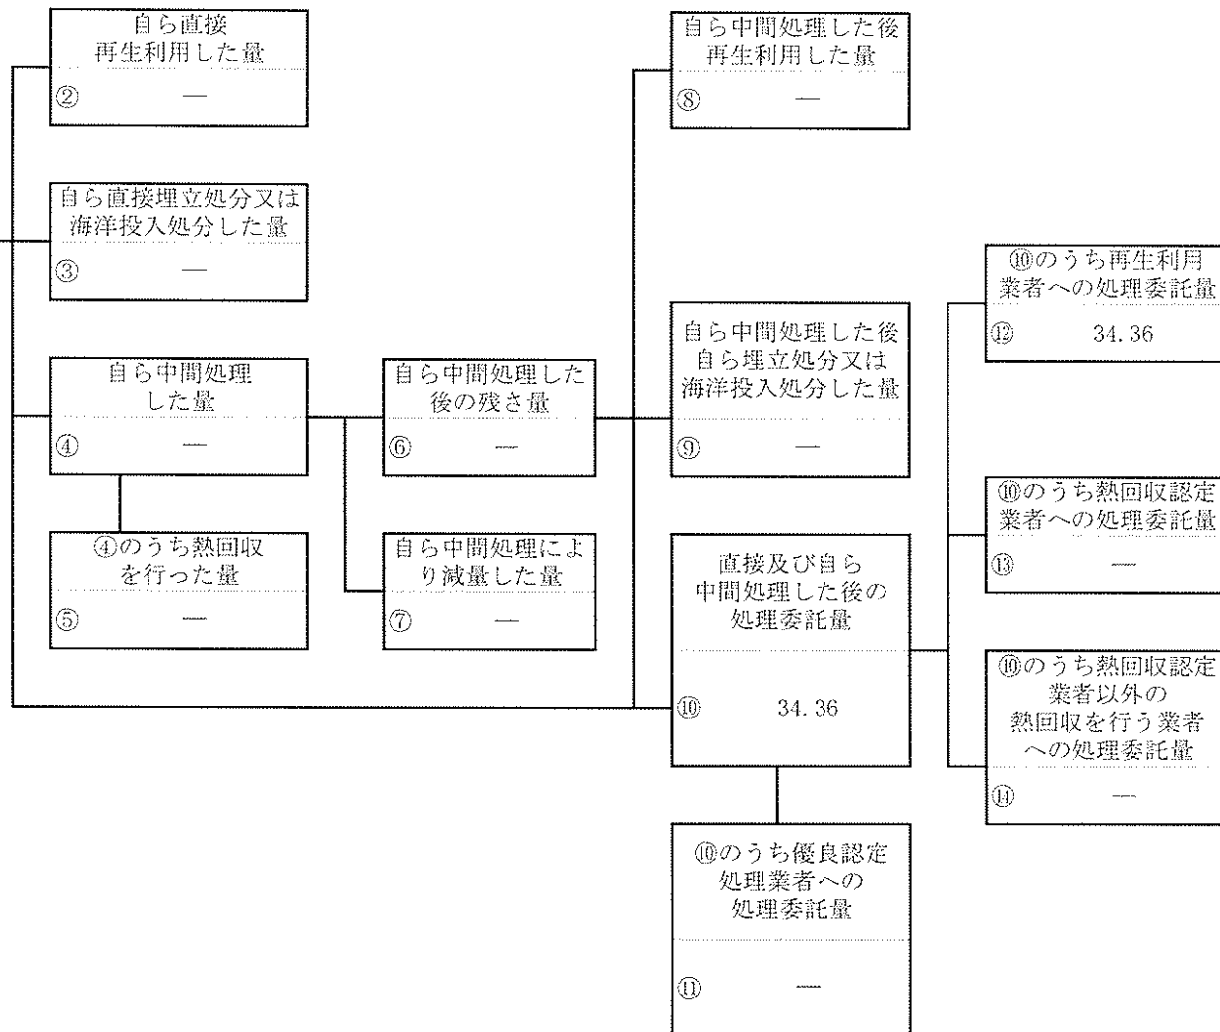 自ら直接
再生利用した量
② ―
自ら直接埋立処分又は
海洋投入処分した量
③ ―
自ら中間処理
した量
④ ―
④のうち熱回収
を行った量
⑤ ―
自ら中間処理した
後の残さ量
⑥ ―
自ら中間処理によ
り減量した量
⑦ ―
自ら中間処理した後
再生利用した量
⑧ ―
自ら中間処理した後
自ら埋立処分又は
海洋投入処分した量
⑨ ―
直接及び自ら
中間処理した後の
処理委託量
⑩ 34.36
⑩のうち優良認定
処理業者への
処理委託量
⑪ ―
⑩のうち再生利用
業者への処理委託量
⑫ 34.36
⑩のうち熱回収認定
業者への処理委託量
⑬ ―
⑩のうち熱回収認定
業者以外の
熱回収を行う業者
への処理委託量
⑭ ―